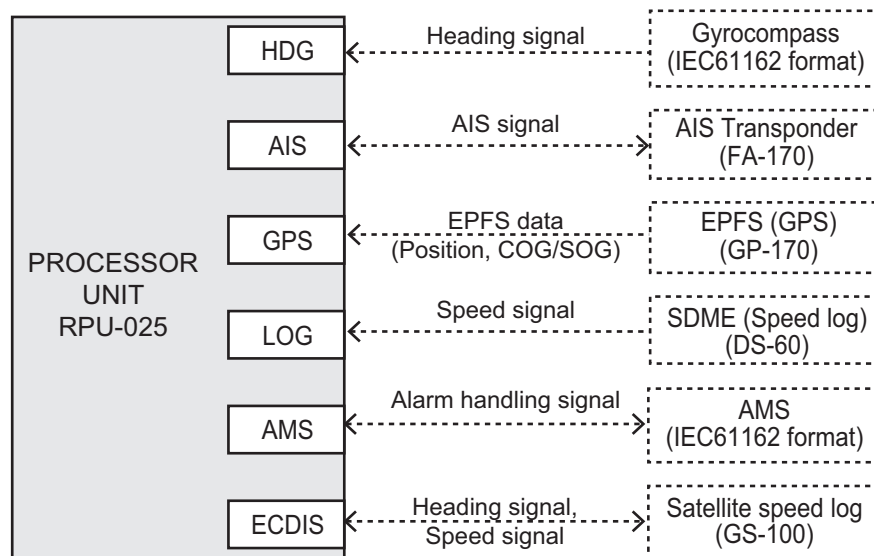 PROCESSOR
UNIT
RPU-025
HDG
Heading signal
Gyrocompass
(IEC61162 format)
AIS
AIS signal
AIS Transponder
(FA-170)
GPS
EPFS data
(Position, COG/SOG)
EPFS (GPS)
(GP-170)
LOG
Speed signal
SDME (Speed log)
(DS-60)
AMS
Alarm handling signal
AMS
(IEC61162 format)
ECDIS
Heading signal,
Speed signal
Satellite speed log
(GS-100)